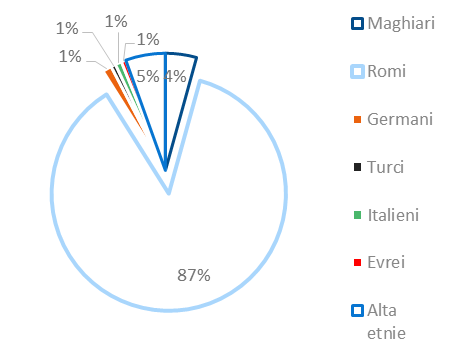 1%
1%
1%
1%
5%
4%
87%
Maghiari
Romi
Germani
Turci
Italieni
Evrei
Alta
etnie